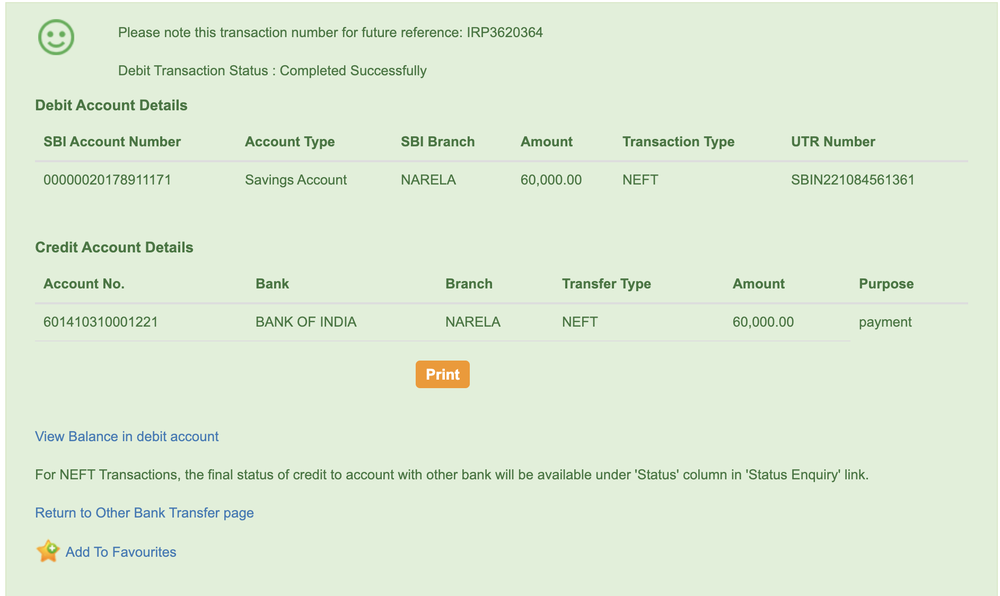 Please note this transaction number for future reference: IRP3620364
Debit Transaction Status : Completed Successfully
Debit Account Details
SBI Account Number Account Type SBI Branch Amount Transaction Type UTR Number
00000020178911171 Savings Account NARELA 60,000.00 NEFT SBIN221084561361
Credit Account Details
Account No. Bank Branch Transfer Type Amount Purpose
601410310001221 BANK OF INDIA NARELA NEFT 60,000.00 payment
Print
View Balance in debit account
For NEFT Transactions, the final status of credit to account with other bank will be available under 'Status' column in 'Status Enquiry' link.
Return to Other Bank Transfer page
Add To Favourites